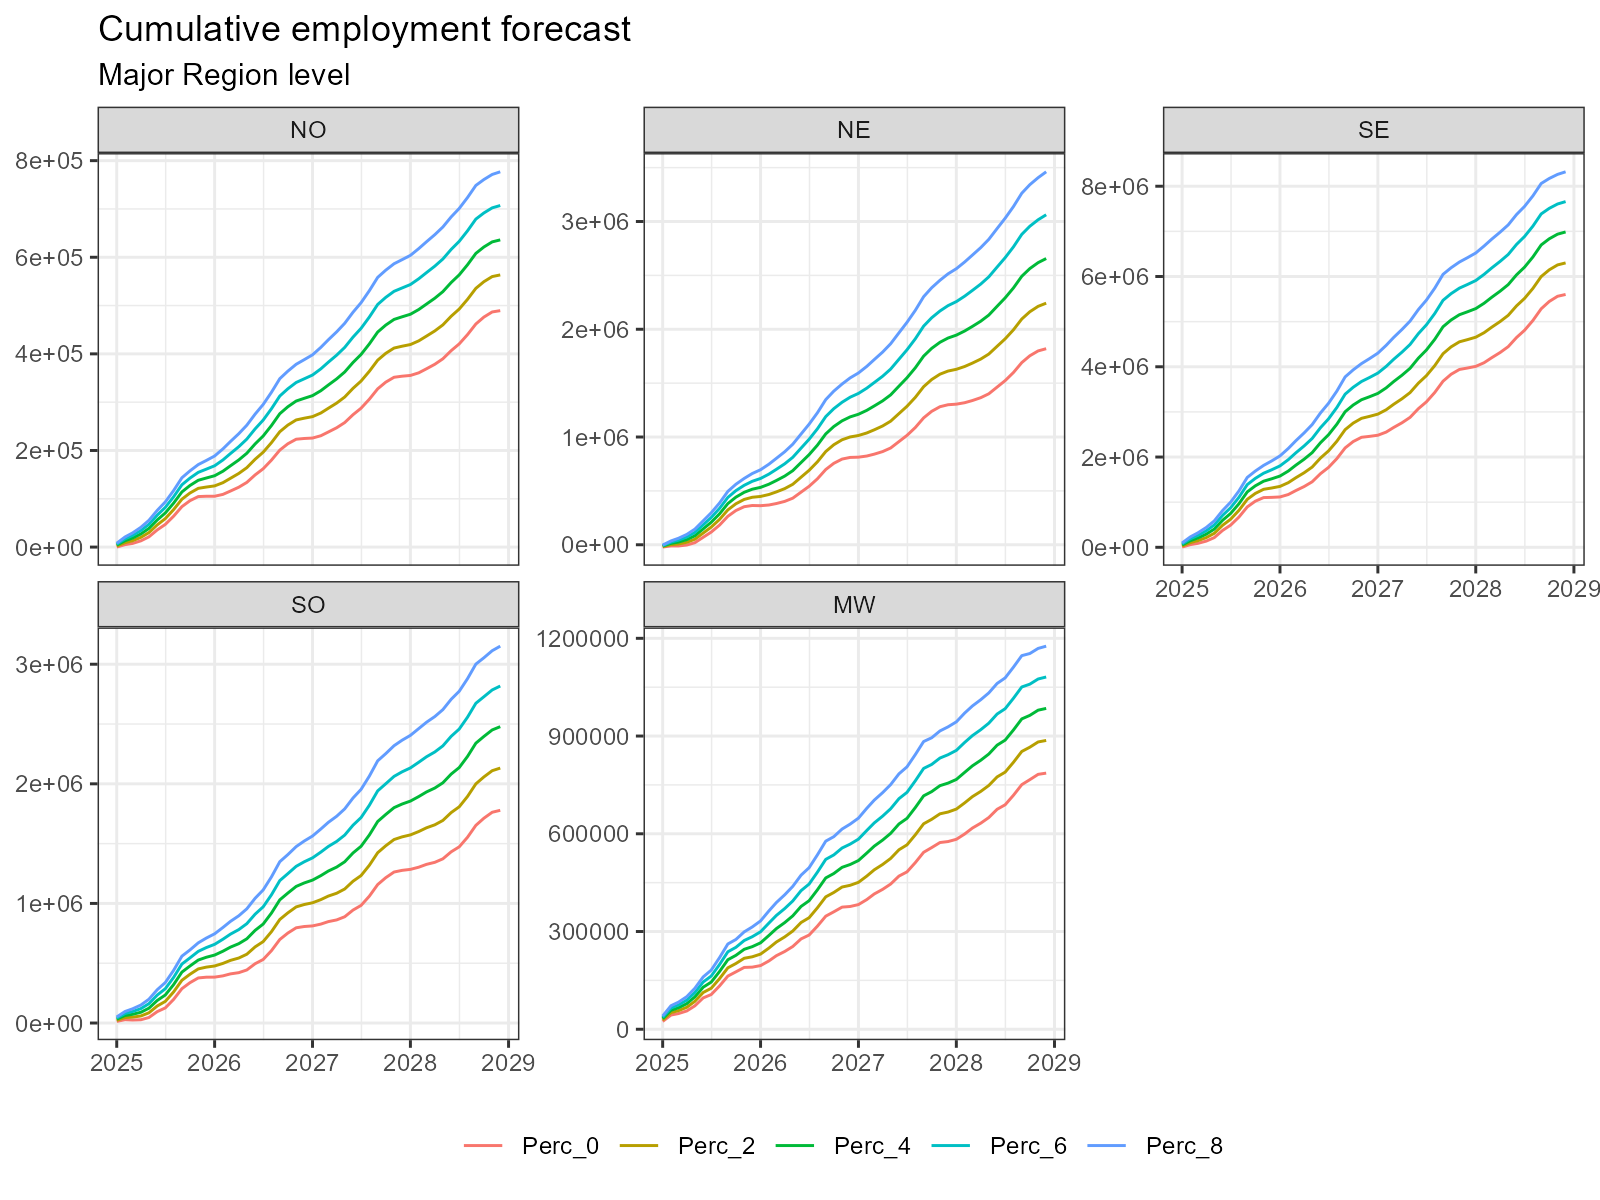 Cumulative employment forecast
Major Region level
NO
NE
SE
8e+05
6e+05
4e+05
2e+05
0e+00
3e+06
2e+06
1e+06
0e+00
8e+06
6e+06
4e+06
2e+06
0e+00
2025 2026 2027 2028 2029
SO
MW
3e+06
2e+06
1e+06
0e+00
1200000
900000
600000
300000
0
2025 2026 2027 2028 2029
2025 2026 2027 2028 2029
Perc_0 Perc_2 Perc_4 Perc_6 Perc_8